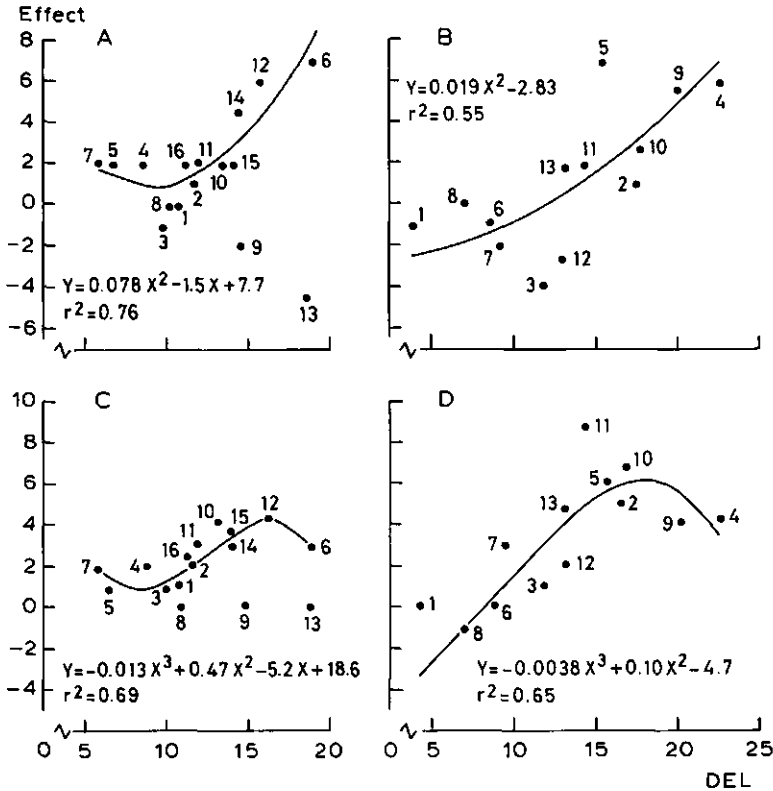 Effect
A
8
6
4
2
0
−2
−4
−6
7 5 4 16 11 10 15 2 8 1 3 14 12 6 9 13
Y=0.078 X²−1.5 X+7.7
r²=0.76
B
Y=0.019 X²−2.83
r²=0.55
1 8 6 7 3 12 13 11 5 2 10 9 4
C
10
8
6
4
2
0
−2
−4
7 5 4 3 16 11 1 2 8 10 15 14 12 6 9 13
Y=−0.013 X³+0.47 X²−5.2 X+18.6
r²=0.69
D
1 8 6 7 3 12 13 11 5 2 10 9 4
Y=−0.0038 X³+0.10 X²−4.7
r²=0.65
0 5 10 15 20 0 5 10 15 20 25
DEL